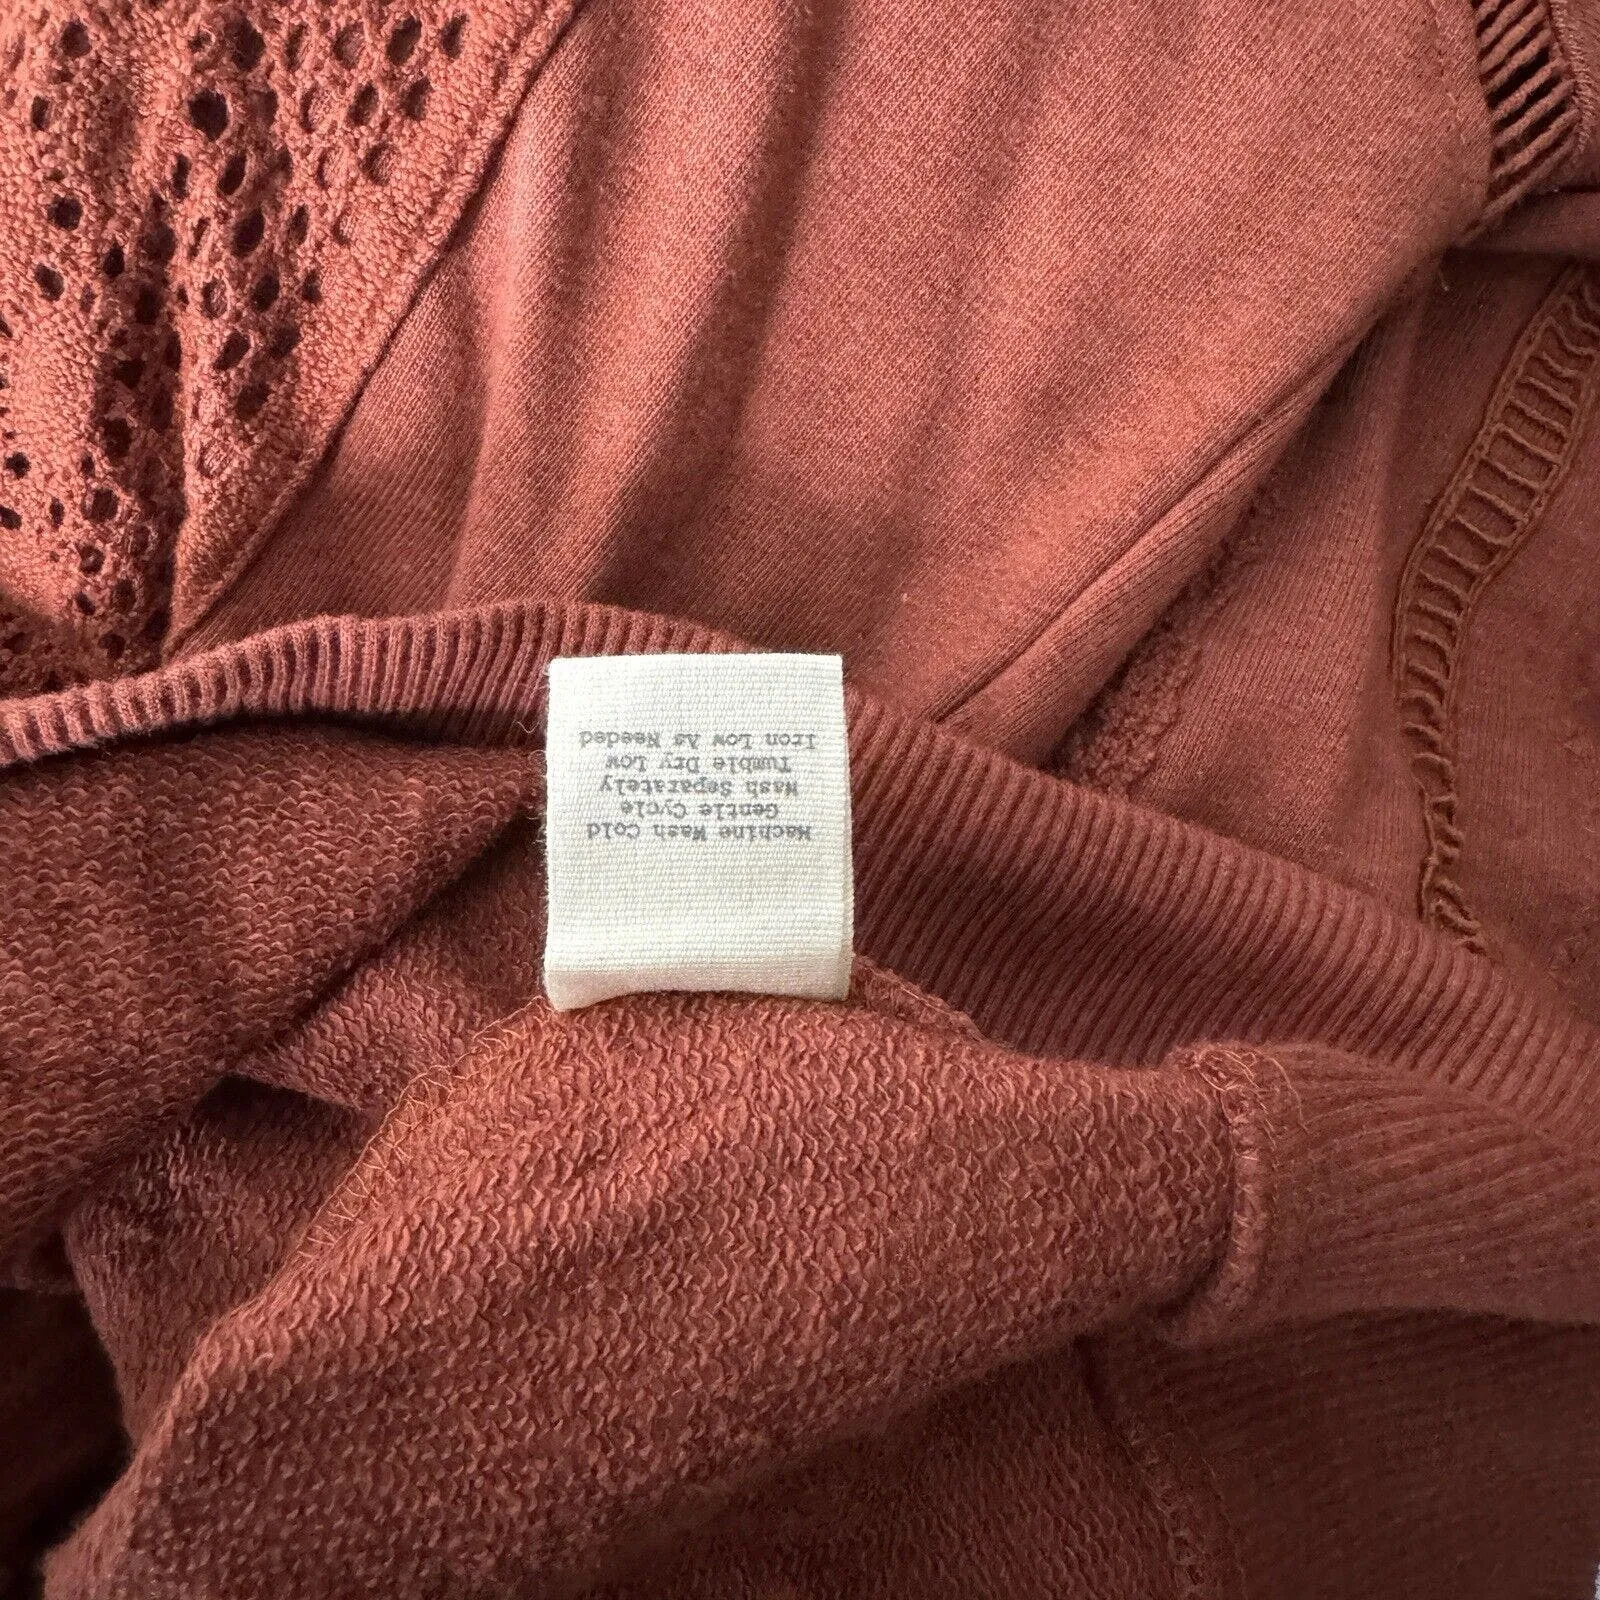 Machine Wash Cold
Gentle Cycle
Wash Separately
Tumble Dry Low
Iron Low As Needed